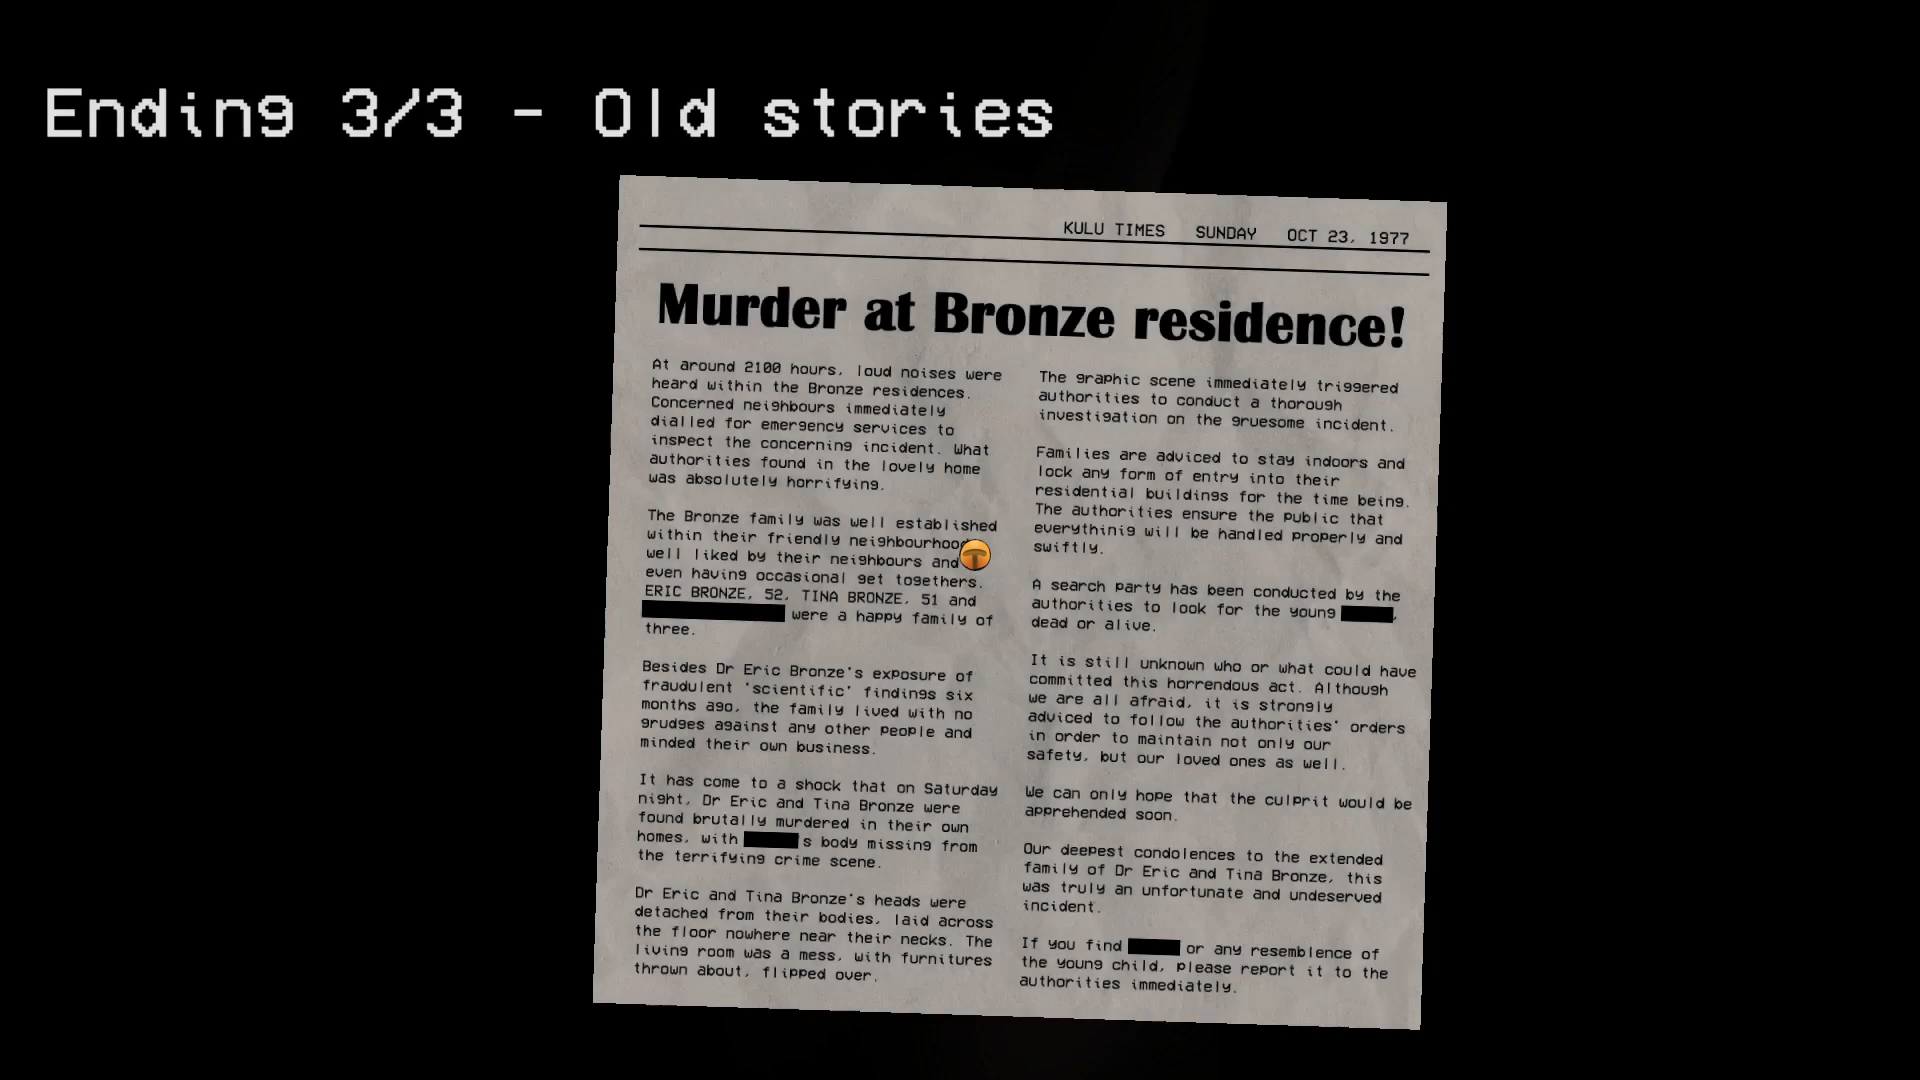 Ending 3/3 - Old stories
KULU TIMES SUNDAY OCT 23, 1977
Murder at Bronze residence!
At around 2100 hours, loud noises were
heard within the Bronze residences.
Concerned neighbours immediately
dialled for emergency services to
inspect the concerning incident. What
authorities found in the lovely home
was absolutely horrifying.
The Bronze family was well established
within their friendly neighbourhood
well liked by their neighbours and
even having occasional get togethers.
ERIC BRONZE, 52, TINA BRONZE, 51 and
were a happy family of
three.
Besides Dr Eric Bronze's exposure of
fraudulent 'scientific' findings six
months ago, the family lived with no
grudges against any other people and
minded their own business.
It has come to a shock that on Saturday
night, Dr Eric and Tina Bronze were
found brutally murdered in their own
homes, with s body missing from
the terrifying crime scene.
Dr Eric and Tina Bronze's heads were
detached from their bodies, laid across
the floor nowhere near their necks. The
living room was a mess, with furnitures
thrown about, flipped over.
The graphic scene immediately triggered
authorities to conduct a thorough
investigation on the gruesome incident.
Families are adviced to stay indoors and
lock any form of entry into their
residential buildings for the time being.
The authorities ensure the public that
everythinig will be handled properly and
swiftly.
A search party has been conducted by the
authorities to look for the young ,
dead or alive.
It is still unknown who or what could have
committed this horrendous act. Although
we are all afraid, it is strongly
adviced to follow the authorities' orders
in order to maintain not only our
safety, but our loved ones as well.
We can only hope that the culprit would be
apprehended soon.
Our deepest condolences to the extended
family of Dr Eric and Tina Bronze, this
was truly an unfortunate and undeserved
incident.
If you find or any resemblence of
the young child, please report it to the
authorities immediately.